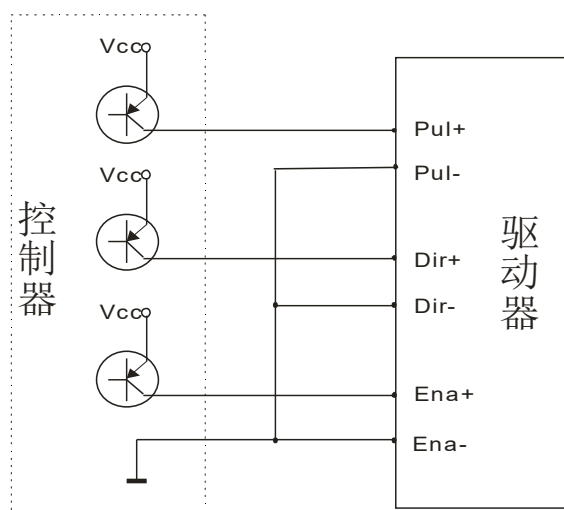 Vcc
Pul+
Pul-
Vcc
控制器
驱动器
Dir+
Dir-
Vcc
Ena+
Ena-